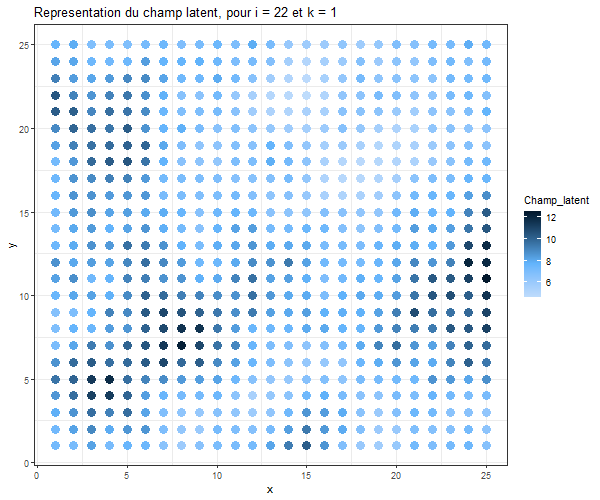 Representation du champ latent, pour i = 22 et k = 1
25
20
15
10
5
0
y
0 5 10 15 20 25
x
Champ_latent
12
10
8
6